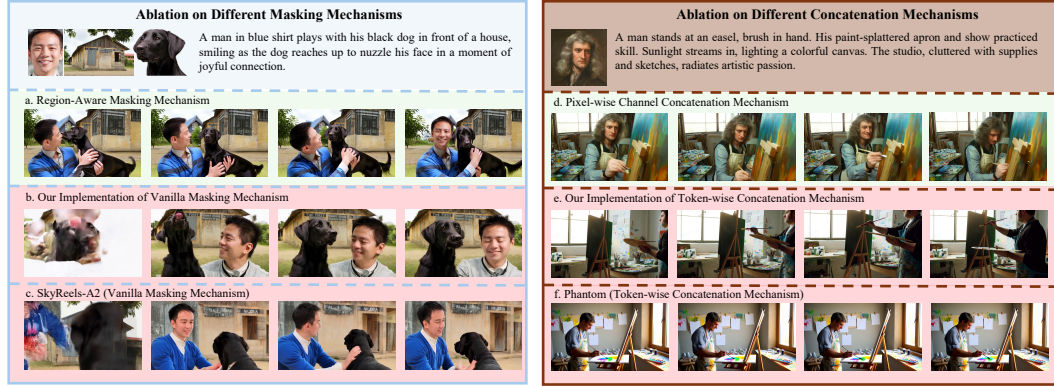 Ablation on Different Masking Mechanisms
A man in blue shirt plays with his black dog in front of a house,
smiling as the dog reaches up to nuzzle his face in a moment of
joyful connection.
a. Region-Aware Masking Mechanism
b. Our Implementation of Vanilla Masking Mechanism
c. SkyReels-A2 (Vanilla Masking Mechanism)
Ablation on Different Concatenation Mechanisms
A man stands at an easel, brush in hand. His paint-splattered apron and show practiced
skill. Sunlight streams in, lighting a colorful canvas. The studio, cluttered with supplies
and sketches, radiates artistic passion.
d. Pixel-wise Channel Concatenation Mechanism
e. Our Implementation of Token-wise Concatenation Mechanism
f. Phantom (Token-wise Concatenation Mechanism)